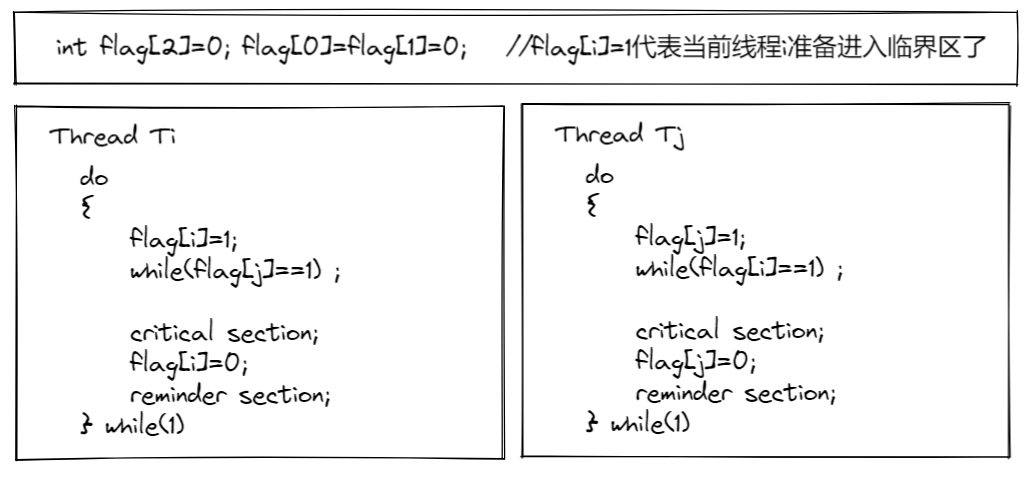 int flag[2]=0; flag[0]=flag[1]=0; //flag[i]=1代表当前线程i准备进入临界区了
Thread Ti
do
{
flag[i]=1;
while(flag[j]==1) ;
critical section;
flag[i]=0;
reminder section;
} while(1)
Thread Tj
do
{
flag[j]=1;
while(flag[i]==1) ;
critical section;
flag[j]=0;
reminder section;
} while(1)